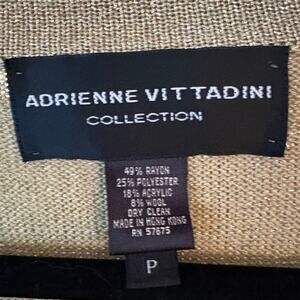 ADRIENNE VITTADINI
COLLECTION
49% RAYON
25% POLYESTER
18% ACRYLIC
8% WOOL
DRY CLEAN
MADE IN HONG KONG
RN 57675
P